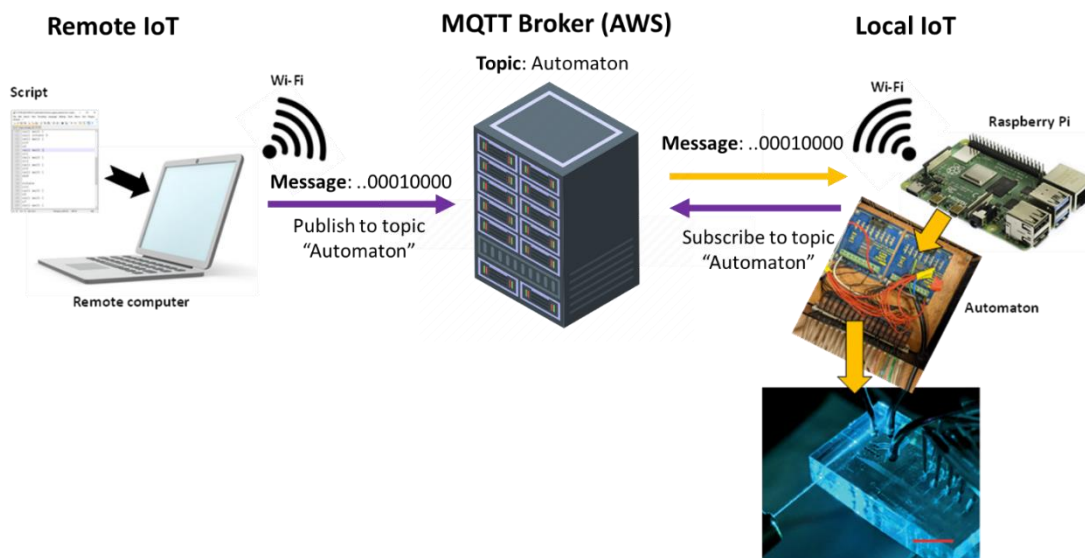 Remote IoT
MQTT Broker (AWS)
Local IoT
Topic: Automaton
Script
Wi-Fi
Wi-Fi
Raspberry Pi
Message: ..00010000
Publish to topic
“Automaton”
Message: ..00010000
Subscribe to topic
“Automaton”
Remote computer
Automaton